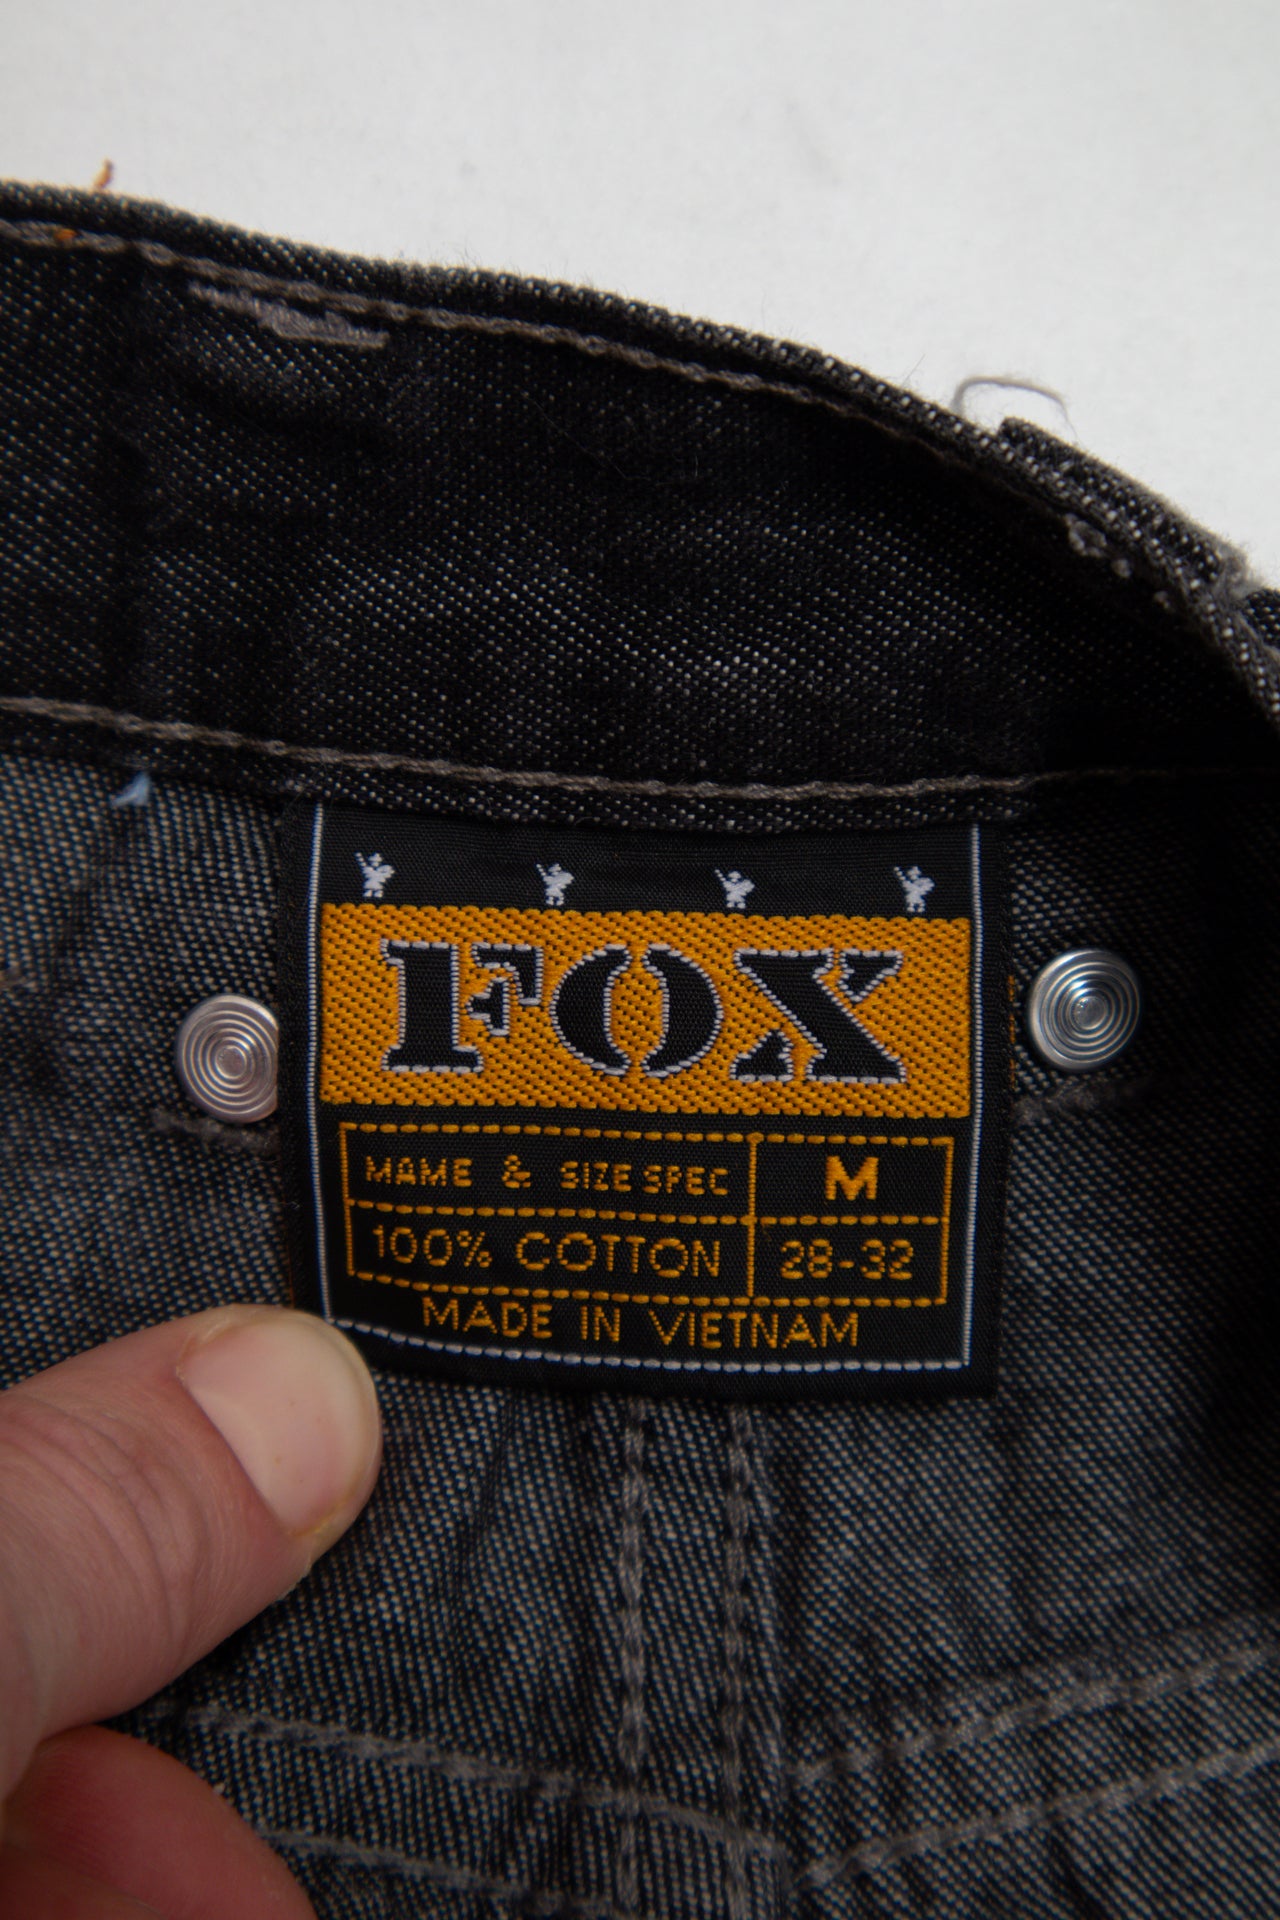 FOX
MAME & SIZE SPEC M
100% COTTON 28-32
MADE IN VIETNAM